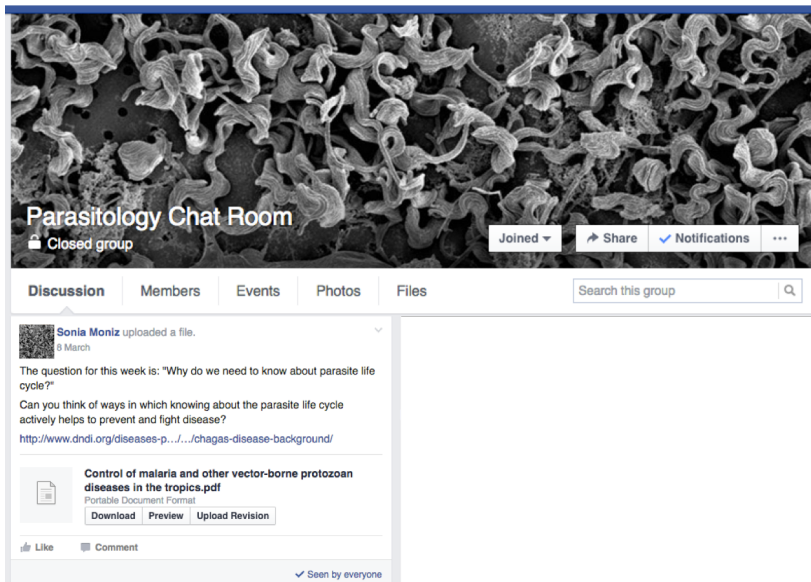 Parasitology Chat Room
Closed group
Joined
Share
Notifications
Discussion
Members
Events
Photos
Files
Search this group
Sonia Moniz uploaded a file.
8 March
The question for this week is: "Why do we need to know about parasite life
cycle?"
Can you think of ways in which knowing about the parasite life cycle
actively helps to prevent and fight disease?
http://www.dndi.org/diseases-p.../.../chagas-disease-background/
Control of malaria and other vector-borne protozoan
diseases in the tropics.pdf
Portable Document Format
Download
Preview
Upload Revision
Like
Comment
Seen by everyone